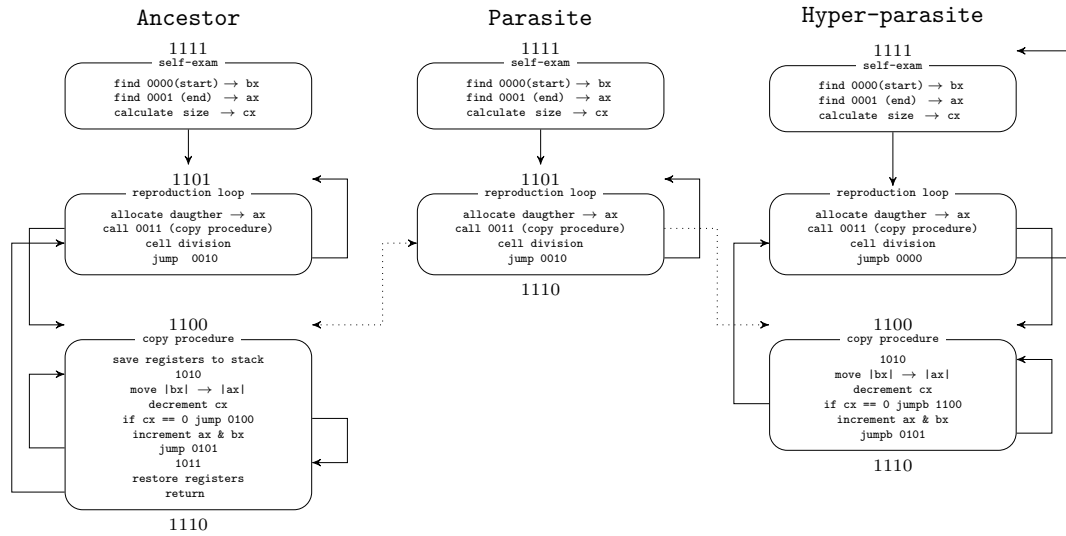 Ancestor
1111
self-exam
find 0000(start) → bx
find 0001 (end) → ax
calculate size → cx
1101
reproduction loop
allocate daugther → ax
call 0011 (copy procedure)
cell division
jump 0010
1100
copy procedure
save registers to stack
1010
move |bx| → |ax|
decrement cx
if cx == 0 jump 0100
increment ax & bx
jump 0101
1011
restore registers
return
1110
Parasite
1111
self-exam
find 0000(start) → bx
find 0001 (end) → ax
calculate size → cx
1101
reproduction loop
allocate daugther → ax
call 0011 (copy procedure)
cell division
jump 0010
1110
Hyper-parasite
1111
self-exam
find 0000(start) → bx
find 0001 (end) → ax
calculate size → cx
reproduction loop
allocate daugther → ax
call 0011 (copy procedure)
cell division
jumpb 0000
1100
copy procedure
1010
move |bx| → |ax|
decrement cx
if cx == 0 jumpb 1100
increment ax & bx
jumpb 0101
1110